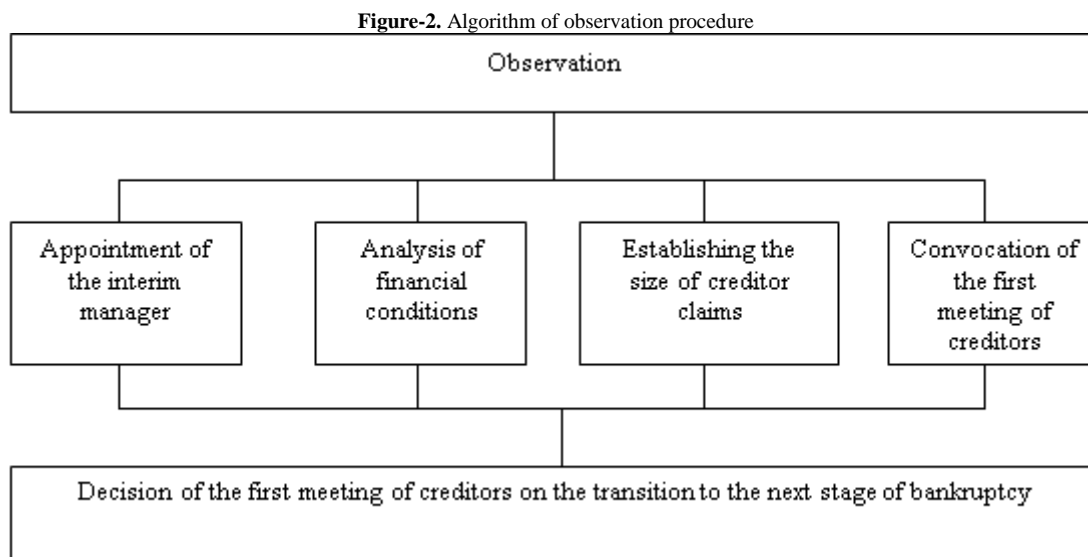 Figure-2. Algorithm of observation procedure
Observation
Appointment of
the interim
manager
Analysis of
financial
conditions
Establishing the
size of creditor
claims
Convocation of
the first
meeting of
creditors
Decision of the first meeting of creditors on the transition to the next stage of bankruptcy